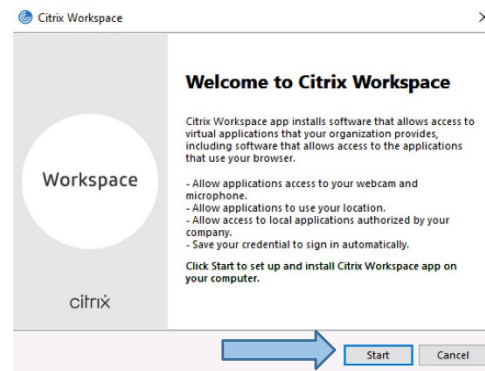 Citrix Workspace
Welcome to Citrix Workspace
Citrix Workspace app installs software that allows access to
virtual applications that your organization provides,
including software that allows access to the applications
that use your browser.
- Allow applications access to your webcam and
microphone.
- Allow applications to use your location.
- Allow access to local applications authorized by your
company.
- Save your credential to sign in automatically.
Click Start to set up and install Citrix Workspace app on
your computer.
Workspace
citrix
Start
Cancel